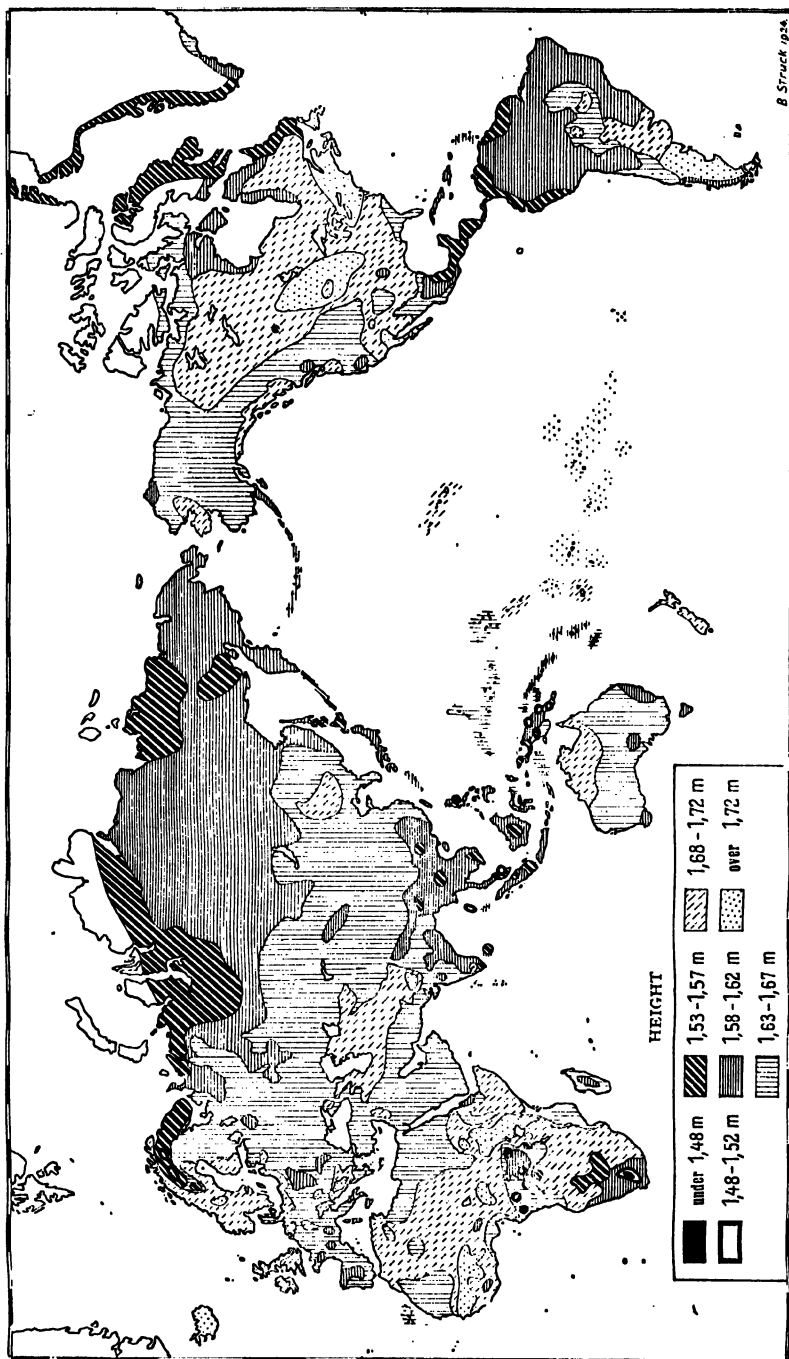 HEIGHT
under 1,48 m
1,48-1,52 m
1,53-1,57 m
1,58-1,62 m
1,63-1,67 m
1,68-1,72 m
over 1,72 m
B Struck 1924.